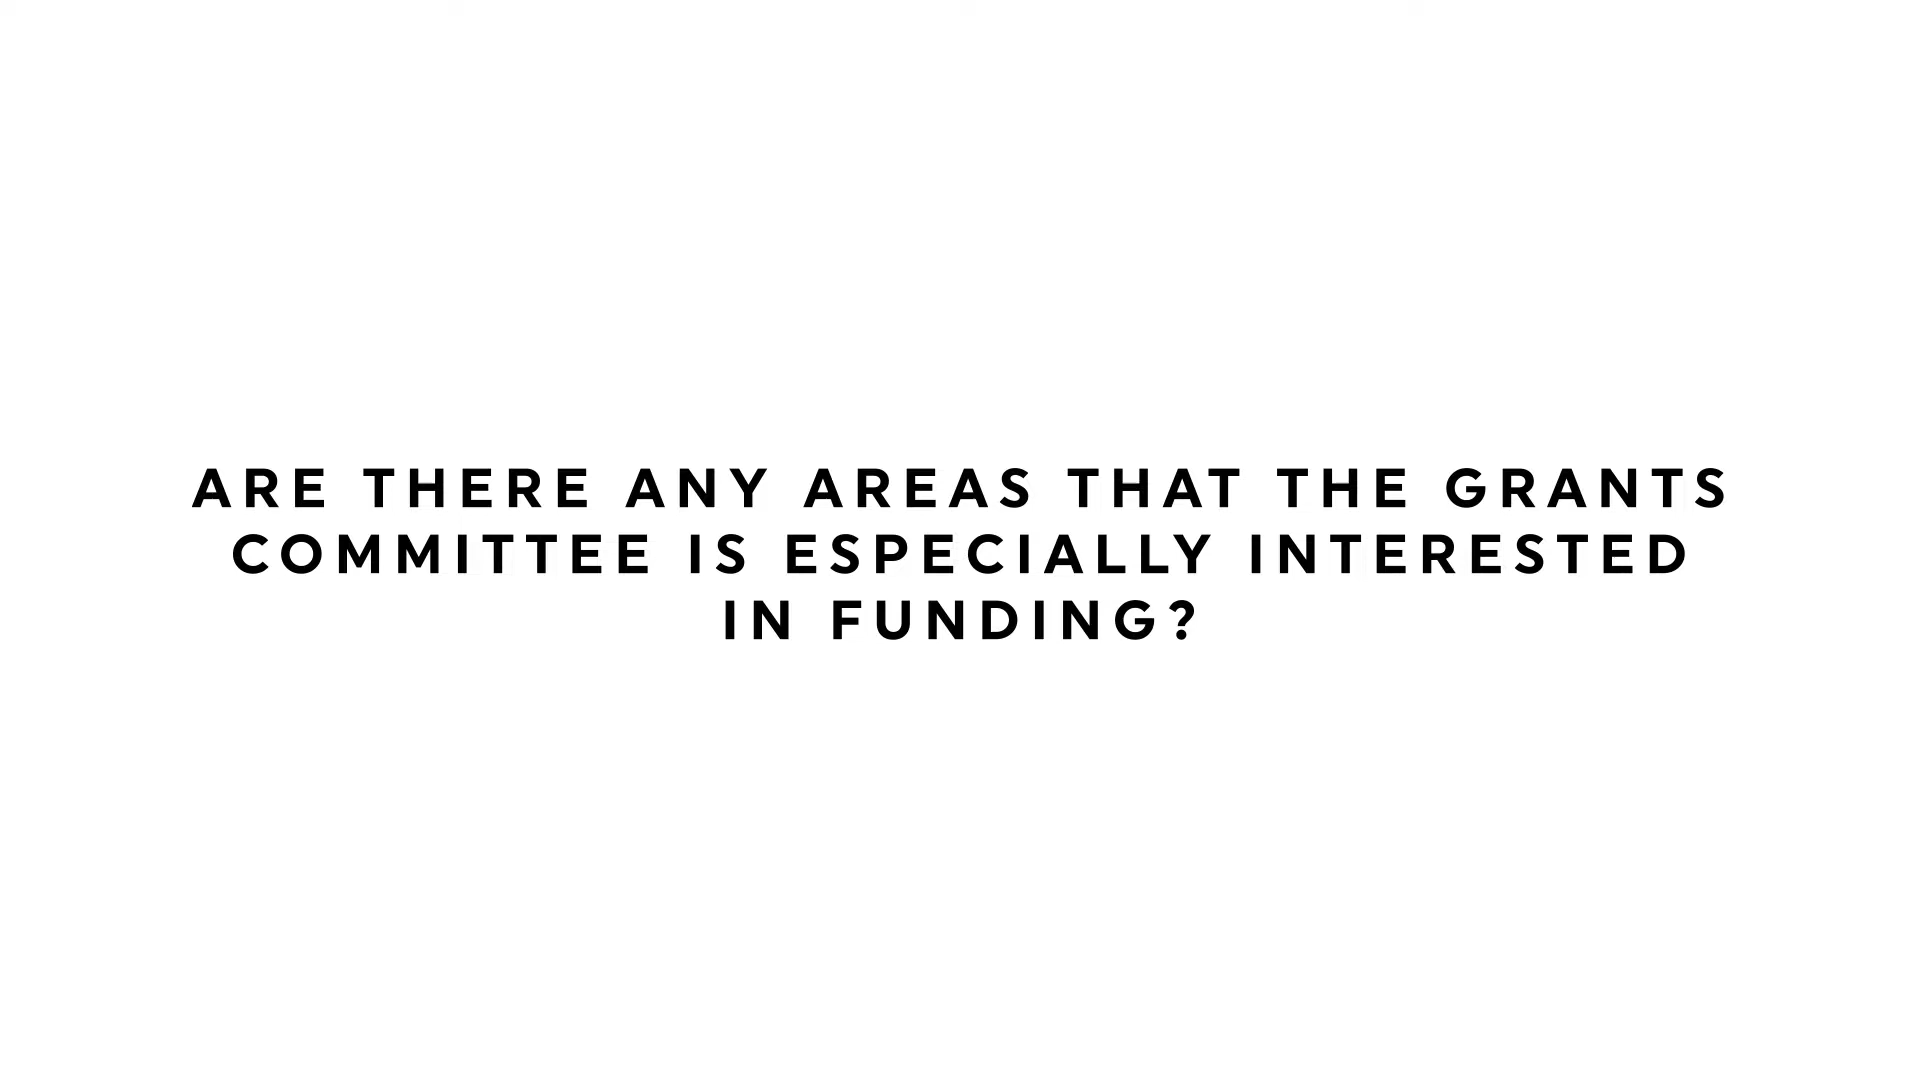 ARE THERE ANY AREAS THAT THE GRANTS
COMMITTEE IS ESPECIALLY INTERESTED
IN FUNDING?